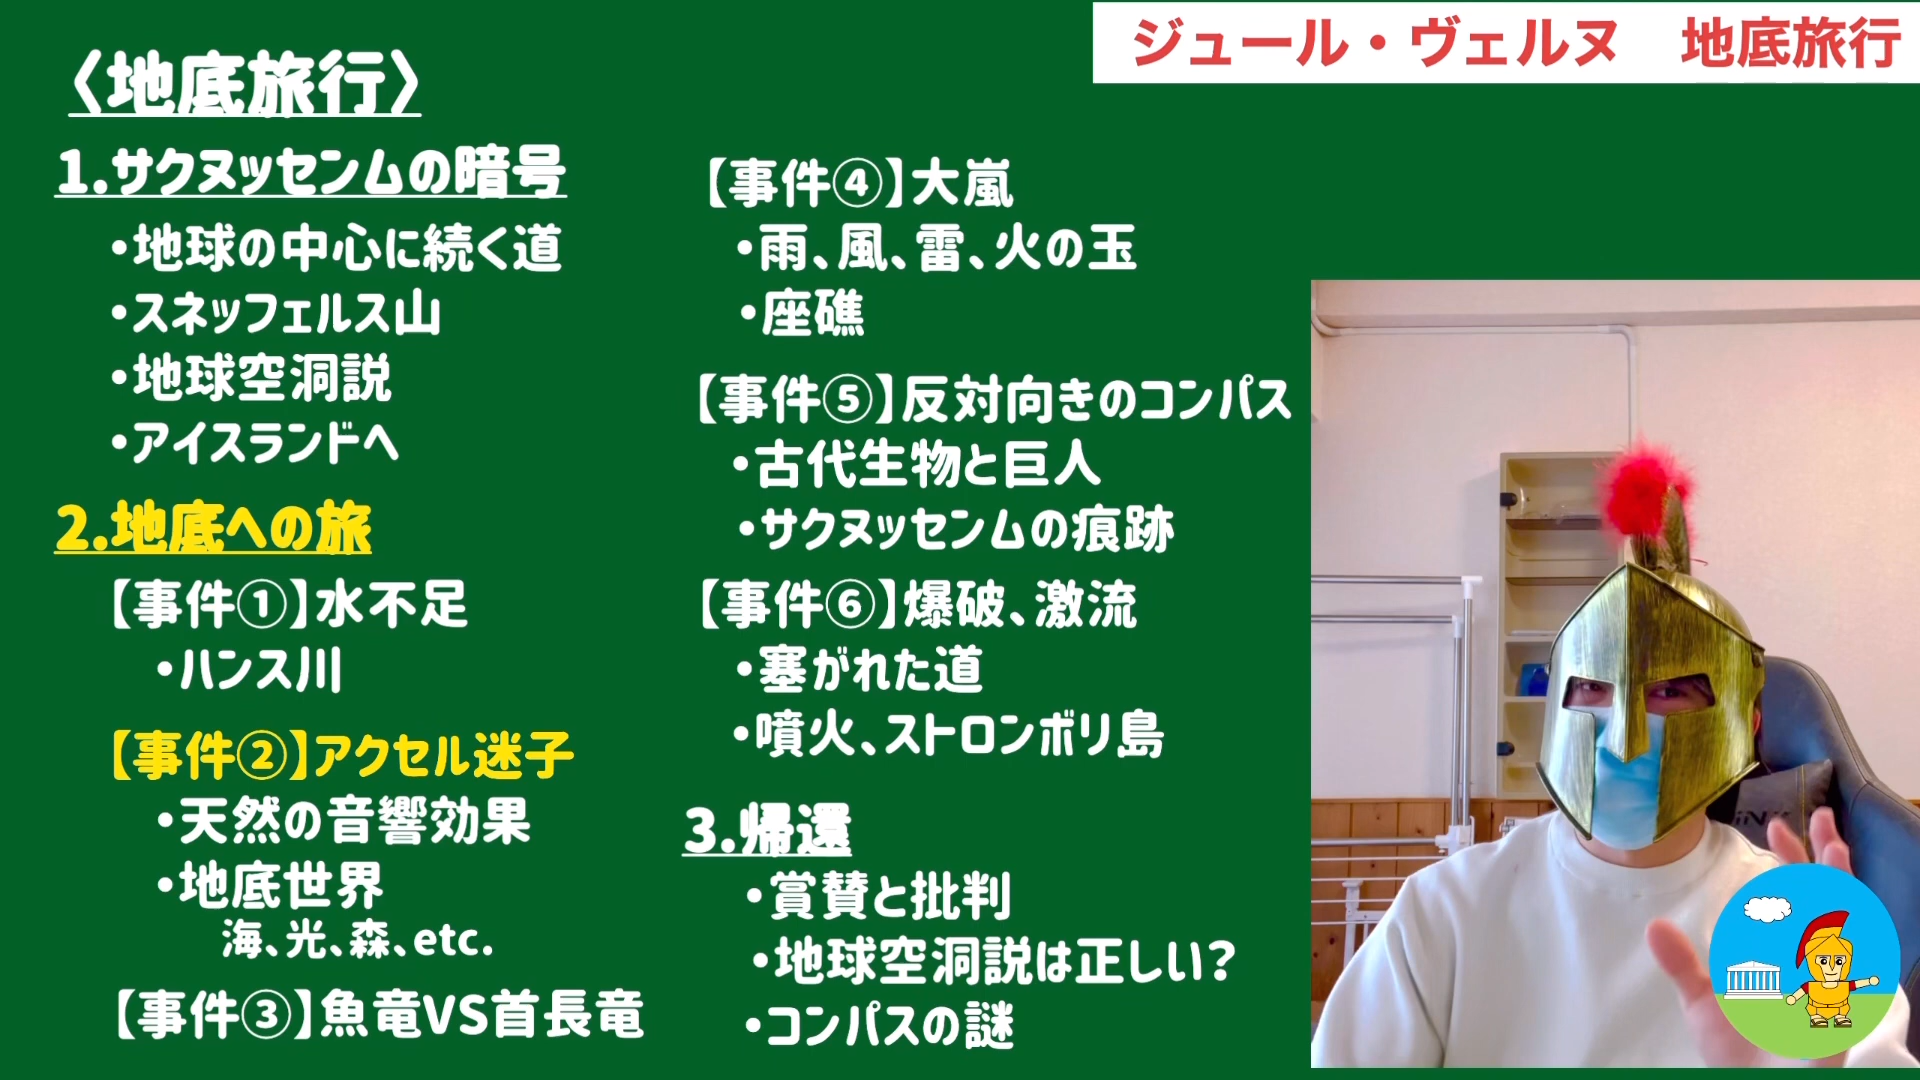 ジュール・ヴェルヌ 地底旅行
〈地底旅行〉
1.サクヌッセンムの暗号
・地球の中心に続く道
・スネッフェルス山
・地球空洞説
・アイスランドへ
2.地底への旅
【事件①】水不足
・ハンス川
【事件②】アクセル迷子
・天然の音響効果
・地底世界
海、光、森、etc.
【事件③】魚竜VS首長竜
【事件④】大嵐
・雨、風、雷、火の玉
・座礁
【事件⑤】反対向きのコンパス
・古代生物と巨人
・サクヌッセンムの痕跡
【事件⑥】爆破、激流
・塞がれた道
・噴火、ストロンボリ島
3.帰還
・賞賛と批判
・地球空洞説は正しい?
・コンパスの謎